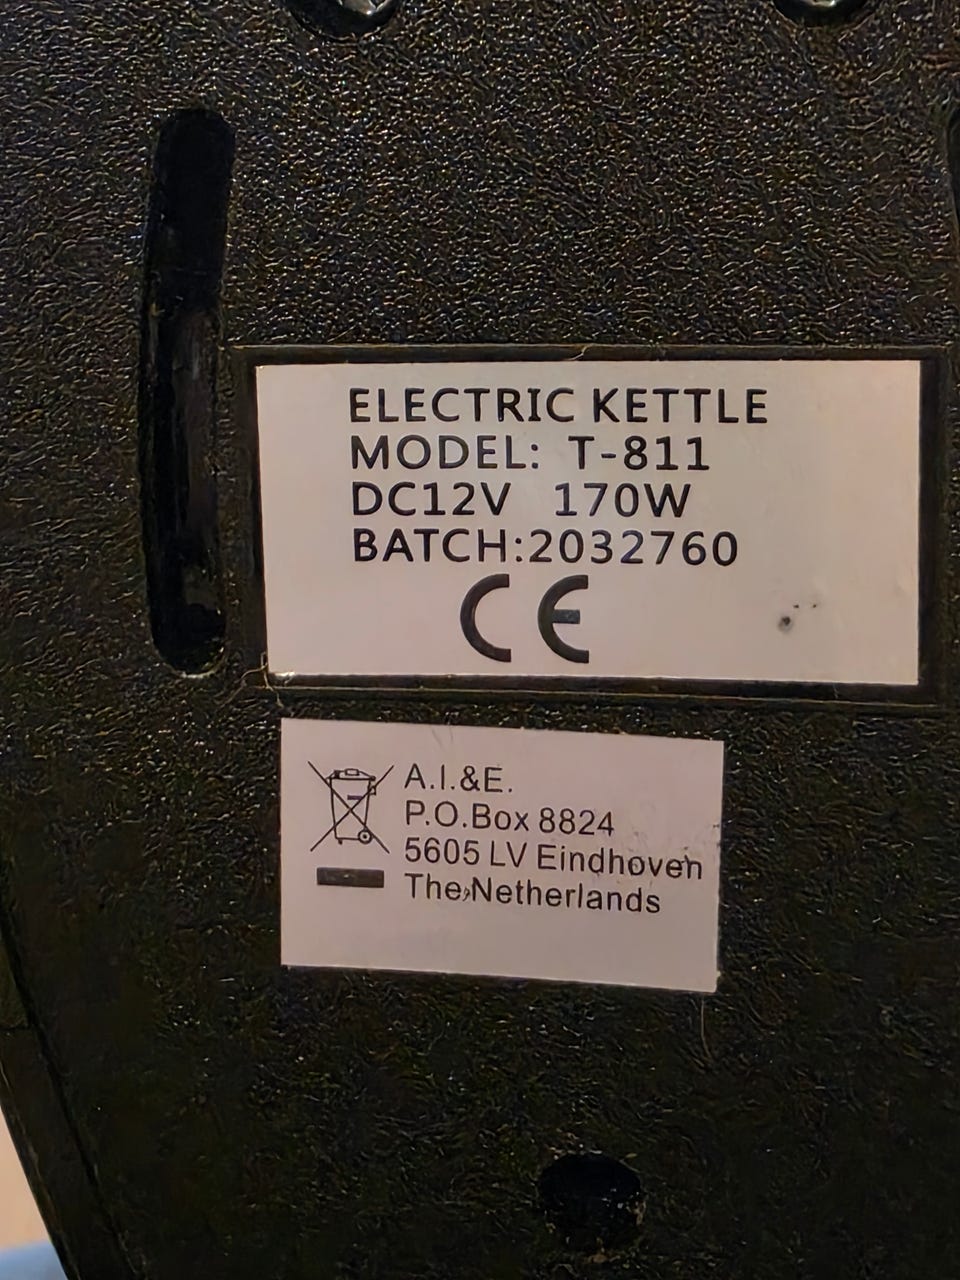 ELECTRIC KETTLE
MODEL: T-811
DC12V 170W
BATCH:2032760
CE
A.I.&E.
P.O.Box 8824
5605 LV Eindhoven
The Netherlands